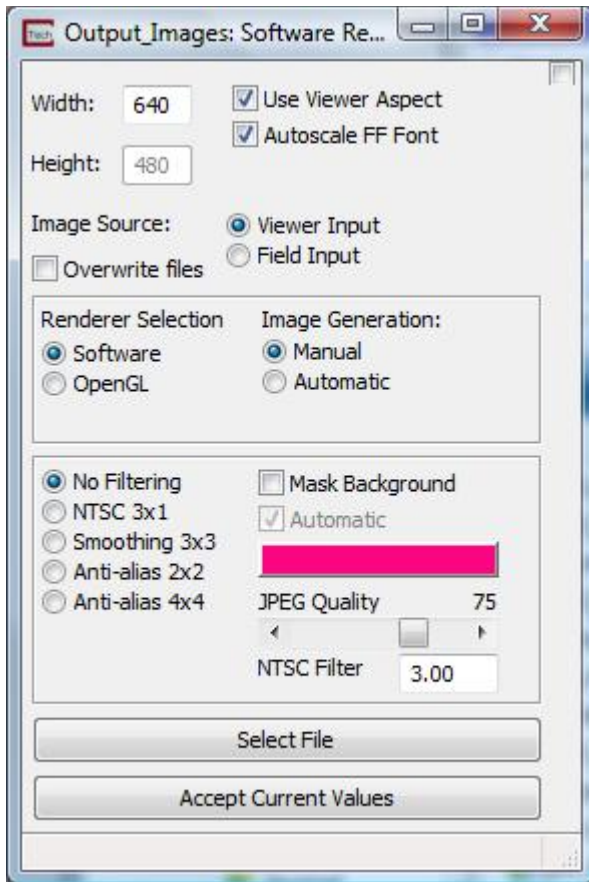 Output_Images: Software Re...
Width: 640
Use Viewer Aspect
Autoscale FF Font
Height: 480
Image Source:
Viewer Input
Field Input
Overwrite files
Renderer Selection
Software
OpenGL
Image Generation:
Manual
Automatic
No Filtering
NTSC 3x1
Smoothing 3x3
Anti-alias 2x2
Anti-alias 4x4
Mask Background
Automatic
JPEG Quality 75
NTSC Filter 3.00
Select File
Accept Current Values